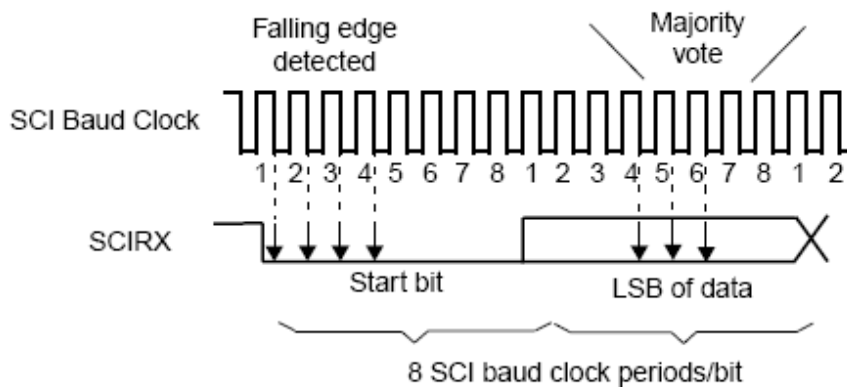 Falling edge
detected
Majority
vote
SCI Baud Clock
1 2 3 4 5 6 7 8 1 2 3 4 5 6 7 8 1 2
SCIRX
Start bit
LSB of data
8 SCI baud clock periods/bit